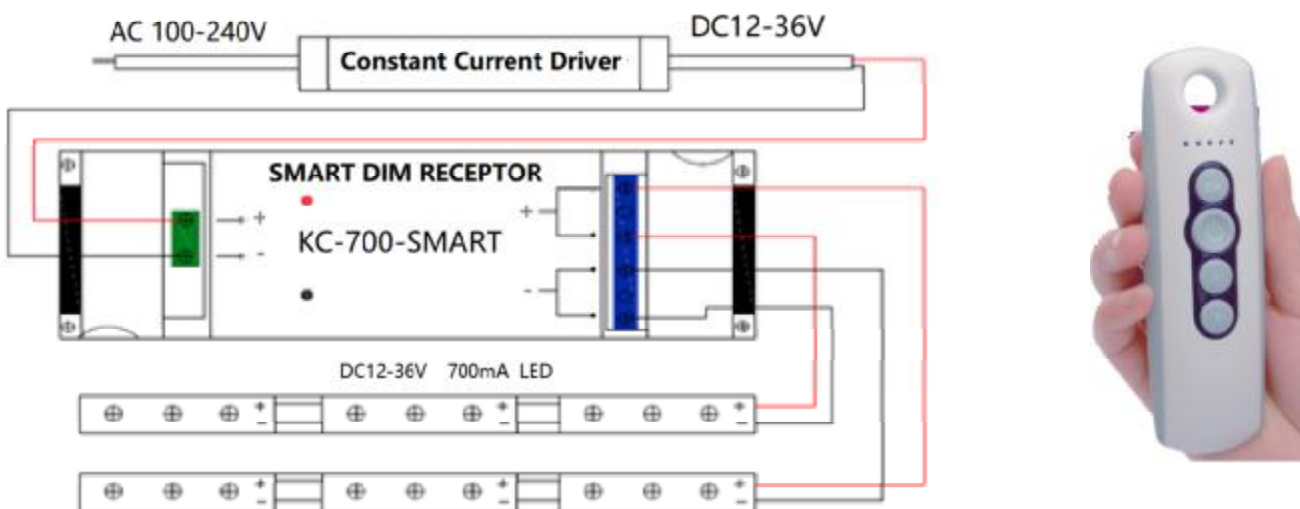 AC 100-240V
DC12-36V
Constant Current Driver
SMART DIM RECEPTOR
+
+
KC-700-SMART
-
-
DC12-36V 700mA LED
+ + +
- - -
+ + +
- - -